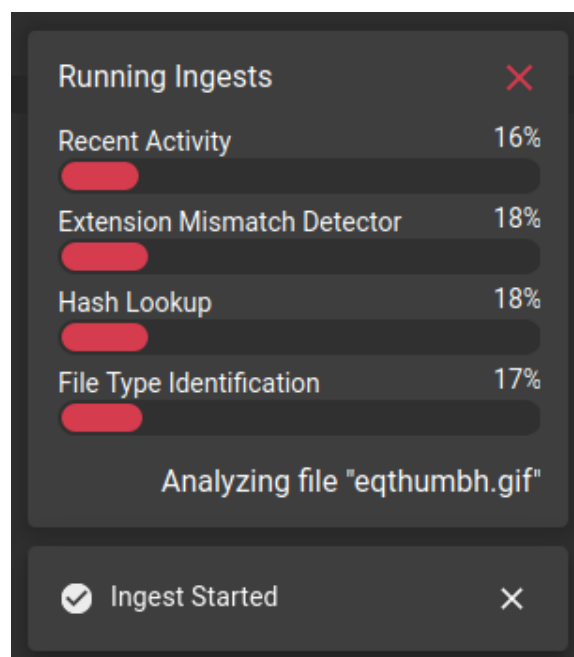 Running Ingests
Recent Activity 16%
Extension Mismatch Detector 18%
Hash Lookup 18%
File Type Identification 17%
Analyzing file "eqthumbh.gif"
Ingest Started